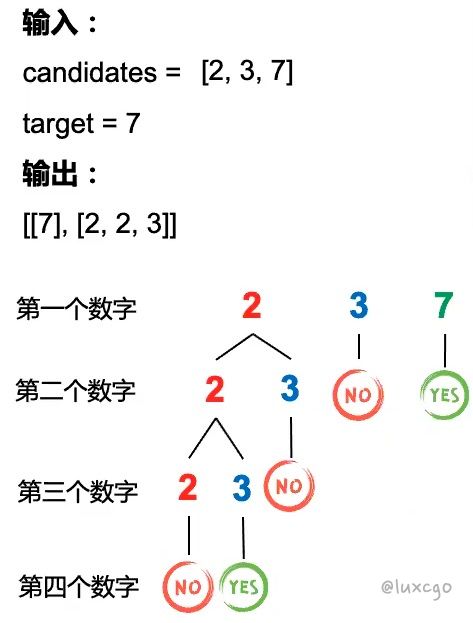 输入：
candidates = [2, 3, 7]
target = 7
输出：
[[7], [2, 2, 3]]
第一个数字 2 3 7
第二个数字 2 3 NO YES
第三个数字 2 3 NO
第四个数字 NO YES
@luxcgo